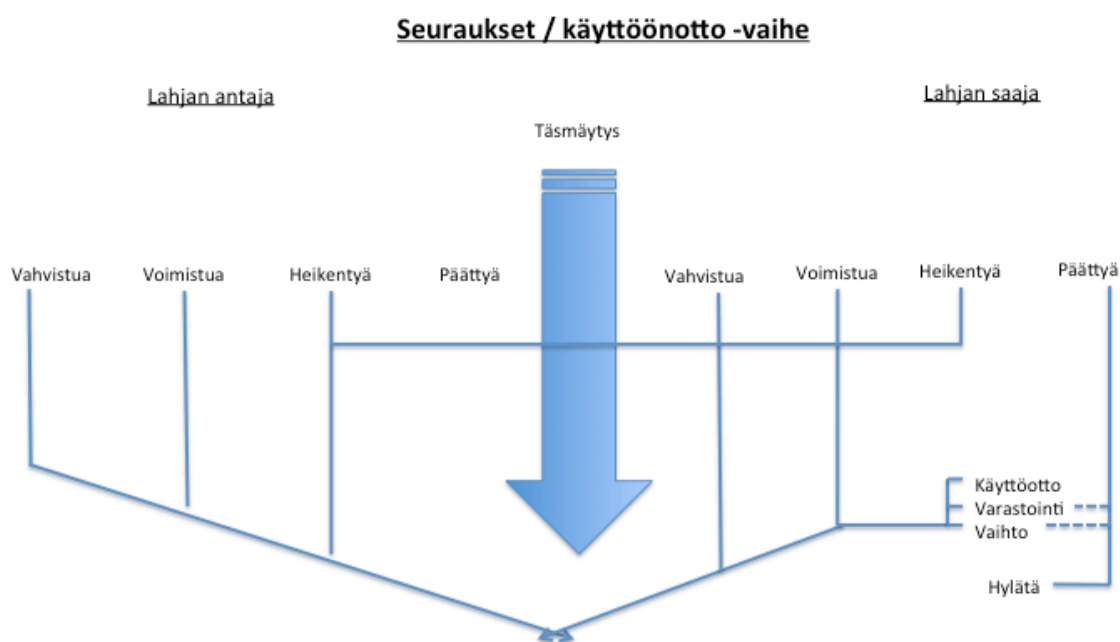 Seuraukset / käyttöönotto -vaihe
Lahjan antaja
Lahjan saaja
Täsmäytys
Vahvistua
Voimistua
Heikentyä
Päättyä
Vahvistua
Voimistua
Heikentyä
Päättyä
Käyttöotto
Varastointi
Vaihto
Hylätä